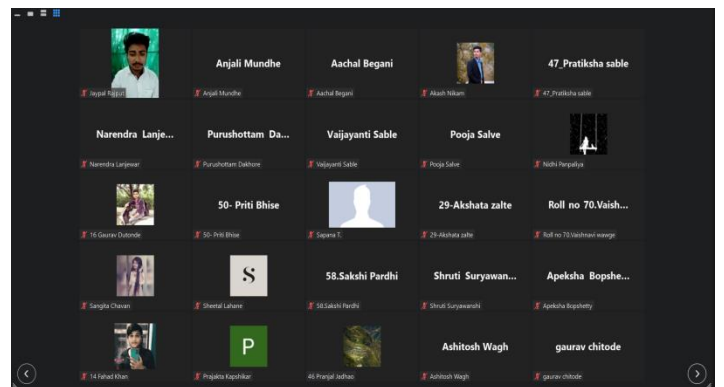 Jaypal Rajput
Anjali Mundhe
Anjali Mundhe
Aachal Begani
Aachal Begani
Akash Nikam
47_Pratiksha sable
47_Pratiksha sable
Narendra Lanje...
Narendra Lanjewar
Purushottam Da...
Purushottam Dakhore
Vaijayanti Sable
Vaijayanti Sable
Pooja Salve
Pooja Salve
Nidhi Panpaliya
16 Gaurav Dutonde
50- Priti Bhise
50- Priti Bhise
Sapana T.
29-Akshata zalte
29-Akshata zalte
Roll no 70.Vaish...
Roll no 70.Vaishnavi wawge
Sangita Chavan
S
Sheetal Lahane
58.Sakshi Pardhi
58.Sakshi Pardhi
Shruti Suryawan...
Shruti Suryawanshi
Apeksha Bopshe...
Apeksha Bopshetty
14 Fahad Khan
P
Prajakta Kapshikar
46 Pranjal Jadhao
Ashitosh Wagh
Ashitosh Wagh
gaurav chitode
gaurav chitode